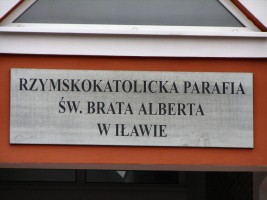 RZYMSKOKATOLICKA PARAFIA
ŚW. BRATA ALBERTA
W IŁAWIE